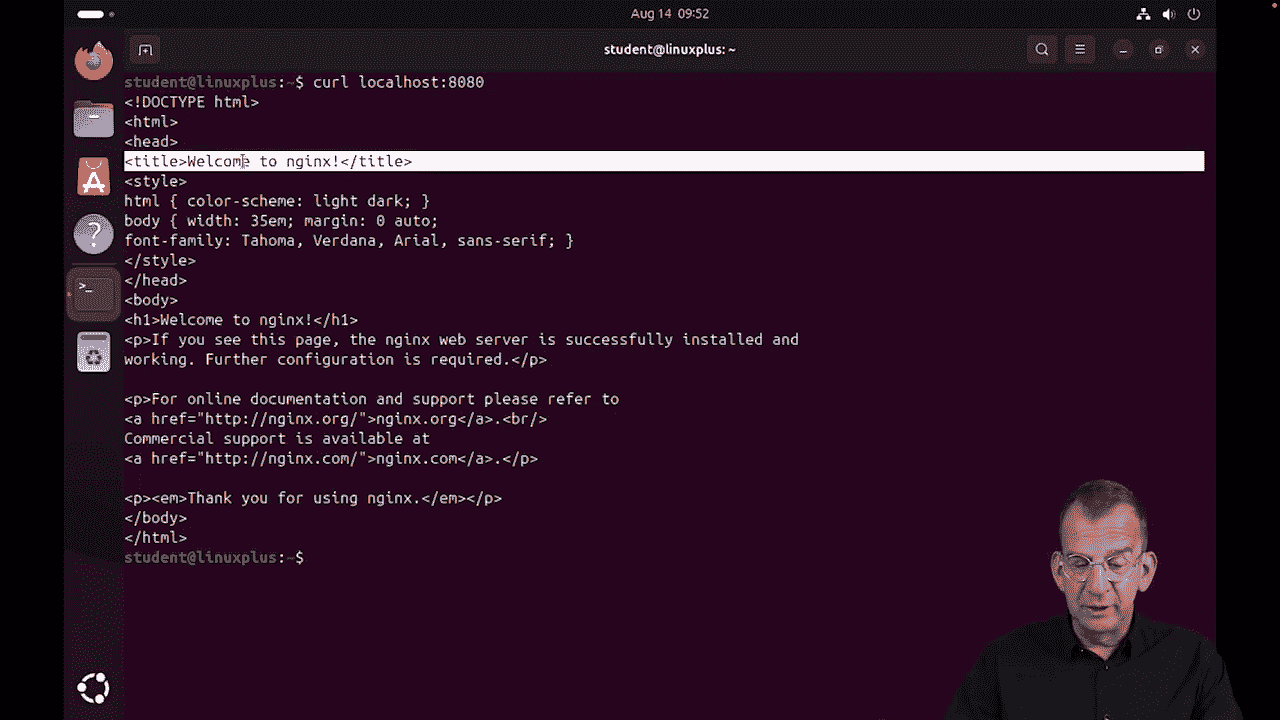 Aug 14 09:52
student@linuxplus: ~
student@linuxplus:~$ curl localhost:8080
<!DOCTYPE html>
<html>
<head>
<title>Welcome to nginx!</title>
<style>
html { color-scheme: light dark; }
body { width: 35em; margin: 0 auto;
font-family: Tahoma, Verdana, Arial, sans-serif; }
</style>
</head>
<body>
<h1>Welcome to nginx!</h1>
<p>If you see this page, the nginx web server is successfully installed and
working. Further configuration is required.</p>

<p>For online documentation and support please refer to
<a href="http://nginx.org/">nginx.org</a>.<br/>
Commercial support is available at
<a href="http://nginx.com/">nginx.com</a>.</p>

<p><em>Thank you for using nginx.</em></p>
</body>
</html>
student@linuxplus:~$